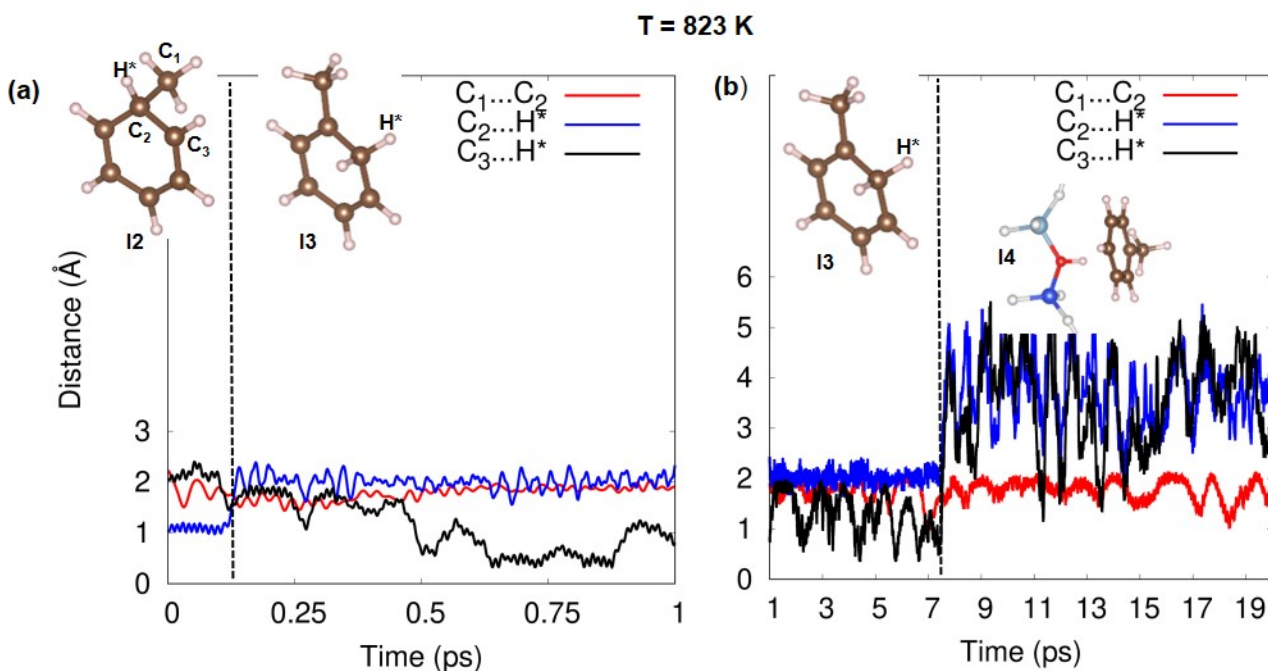 T = 823 K
(a)
C1
H*
C2
C3
I2
H*
I3
C1...C2
C2...H*
C3...H*
Distance (Å)
3
2
1
0
0
0.25
0.5
0.75
1
Time (ps)
(b)
H*
I3
I4
C1...C2
C2...H*
C3...H*
6
5
4
3
2
1
0
1
3
5
7
9
11
13
15
17
19
Time (ps)